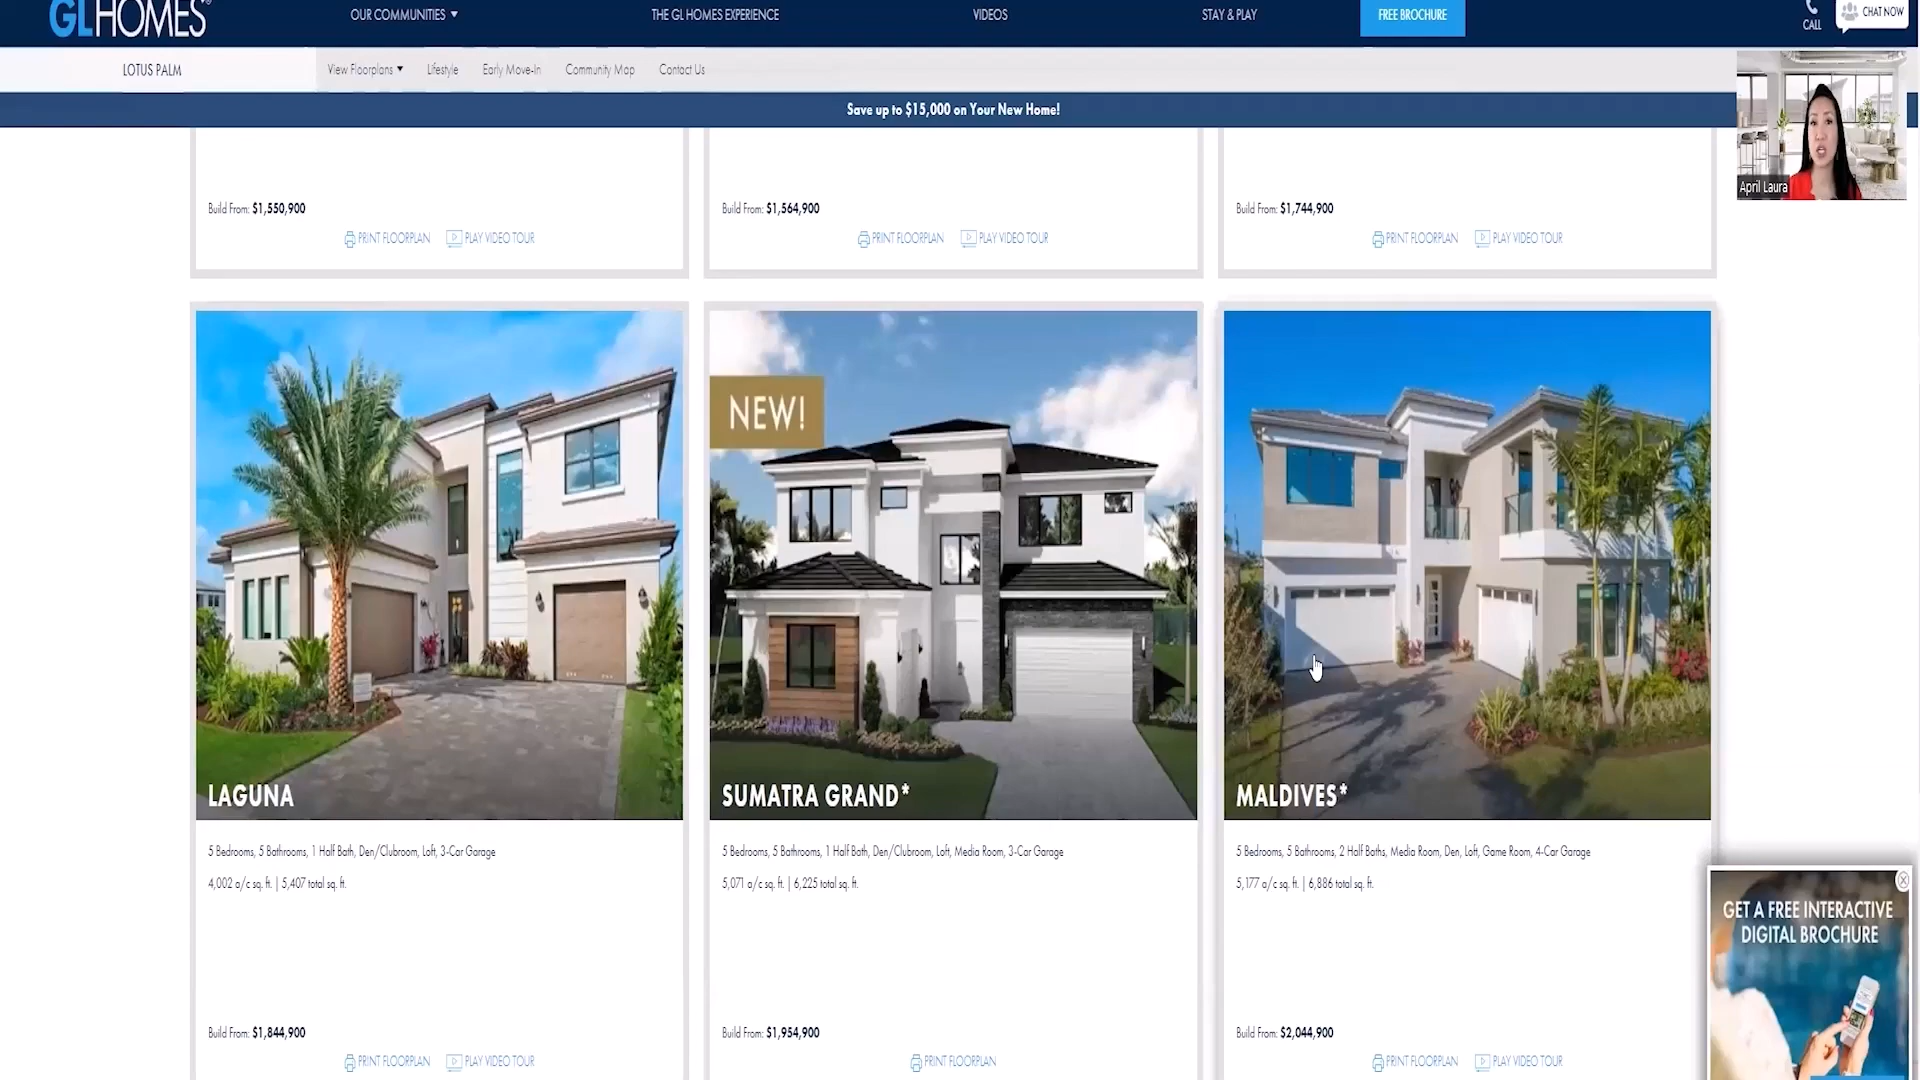 GLHOMES®
OUR COMMUNITIES
THE GL HOMES EXPERIENCE
VIDEOS
STAY & PLAY
FREE BROCHURE
CALL
CHAT NOW
LOTUS PALM
View Floorplans
Lifestyle
Early Move-In
Community Map
Contact Us
Save up to $15,000 on Your New Home!
April Laura
Build From: $1,550,900
PRINT FLOORPLAN
PLAY VIDEO TOUR
Build From: $1,564,900
PRINT FLOORPLAN
PLAY VIDEO TOUR
Build From: $1,744,900
PRINT FLOORPLAN
PLAY VIDEO TOUR
LAGUNA
5 Bedrooms, 5 Bathrooms, 1 Half Bath, Den/Clubroom, Loft, 3-Car Garage
4,002 a/c sq. ft. | 5,407 total sq. ft.
Build From: $1,844,900
PRINT FLOORPLAN
PLAY VIDEO TOUR
NEW!
SUMATRA GRAND*
5 Bedrooms, 5 Bathrooms, 1 Half Bath, Den/Clubroom, Loft, Media Room, 3-Car Garage
5,071 a/c sq. ft. | 6,225 total sq. ft.
Build From: $1,954,900
PRINT FLOORPLAN
MALDIVES*
5 Bedrooms, 5 Bathrooms, 2 Half Baths, Media Room, Den, Loft, Game Room, 4-Car Garage
5,177 a/c sq. ft. | 6,886 total sq. ft.
Build From: $2,044,900
PRINT FLOORPLAN
PLAY VIDEO TOUR
GET A FREE INTERACTIVE
DIGITAL BROCHURE